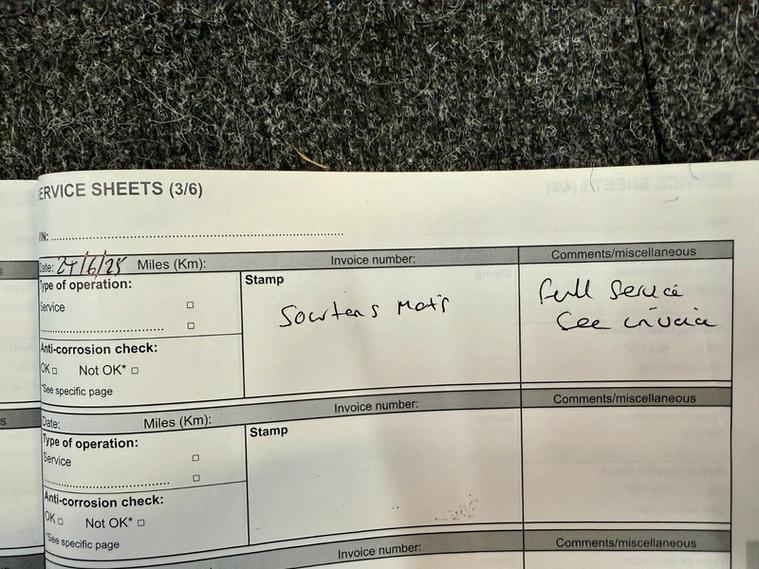 ERVICE SHEETS (3/6)
IN:
Date: 27/6/25 Miles (Km): Invoice number: Comments/miscellaneous
Type of operation:
Service
Stamp
Full Service
See invoice
Anti-corrosion check:
OK Not OK*
*See specific page
Date: Miles (Km): Invoice number: Comments/miscellaneous
Type of operation:
Service
Stamp
Anti-corrosion check:
OK Not OK*
*See specific page
Invoice number: Comments/miscellaneous